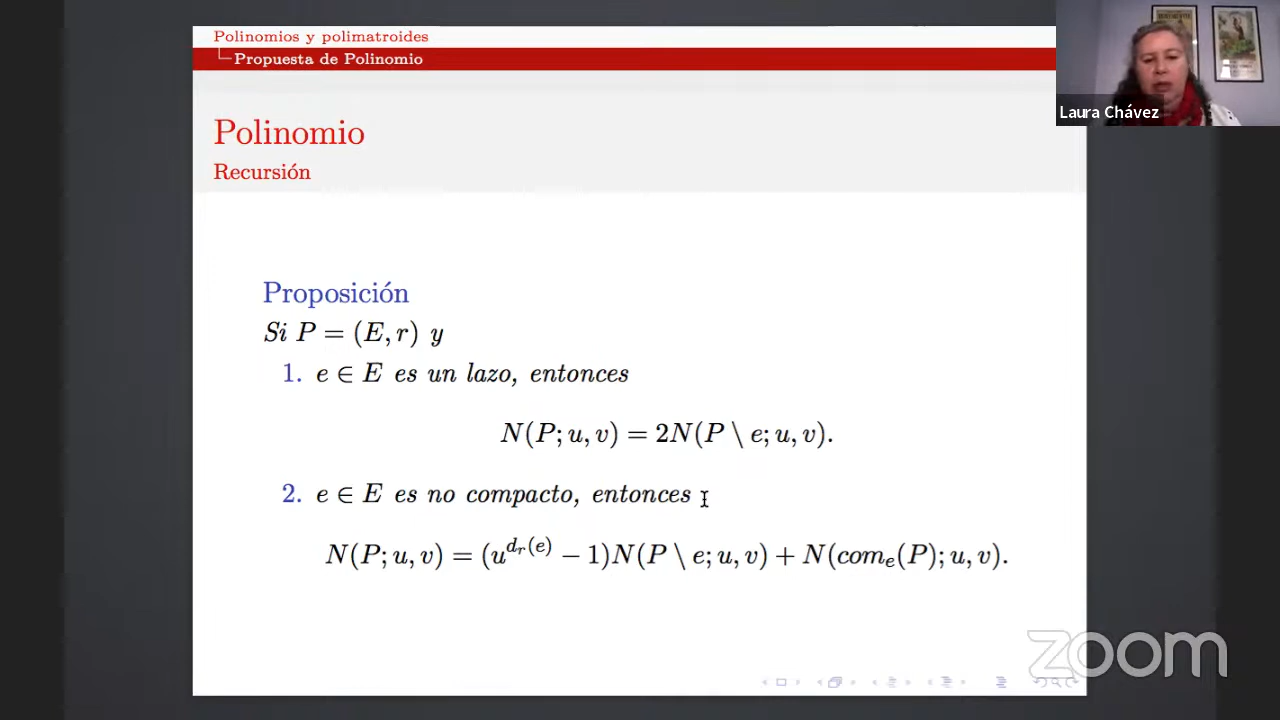 Polinomios y polimatroides
Propuesta de Polinomio
Laura Chávez
Polinomio
Recursión
Proposición
Si P = (E, r) y
1. e ∈ E es un lazo, entonces
N(P; u, v) = 2N(P \ e; u, v).
2. e ∈ E es no compacto, entonces
N(P; u, v) = (u^{d_r(e)} − 1)N(P \ e; u, v) + N(com_e(P); u, v).
zoom